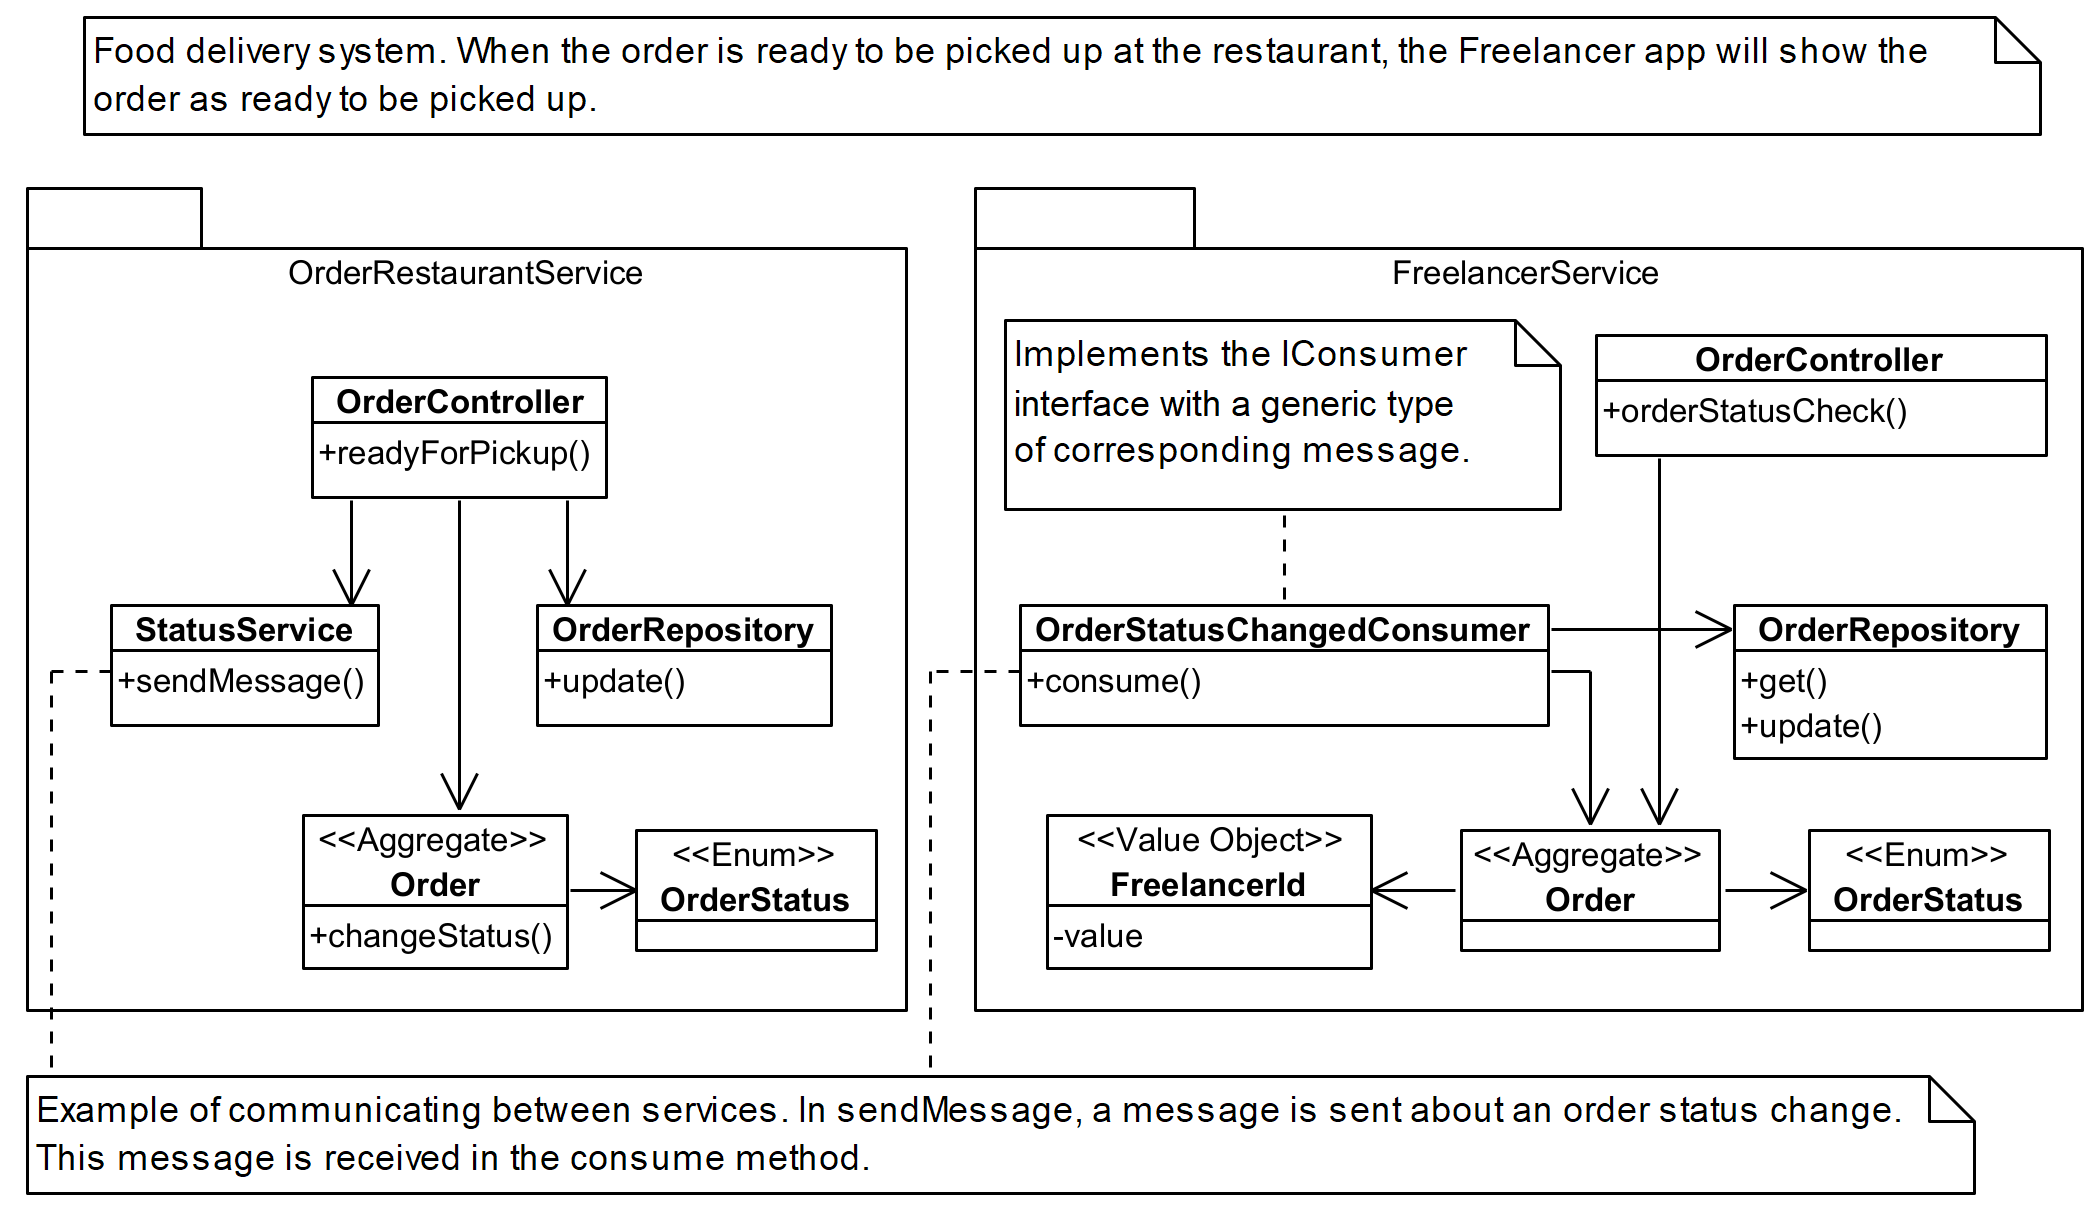 Food delivery system. When the order is ready to be picked up at the restaurant, the Freelancer app will show the
order as ready to be picked up.
OrderRestaurantService
OrderController
+readyForPickup()
StatusService
+sendMessage()
OrderRepository
+update()
<<Aggregate>>
Order
+changeStatus()
<<Enum>>
OrderStatus
FreelancerService
Implements the IConsumer
interface with a generic type
of corresponding message.
OrderController
+orderStatusCheck()
OrderStatusChangedConsumer
+consume()
OrderRepository
+get()
+update()
<<Value Object>>
FreelancerId
-value
<<Aggregate>>
Order
<<Enum>>
OrderStatus
Example of communicating between services. In sendMessage, a message is sent about an order status change.
This message is received in the consume method.